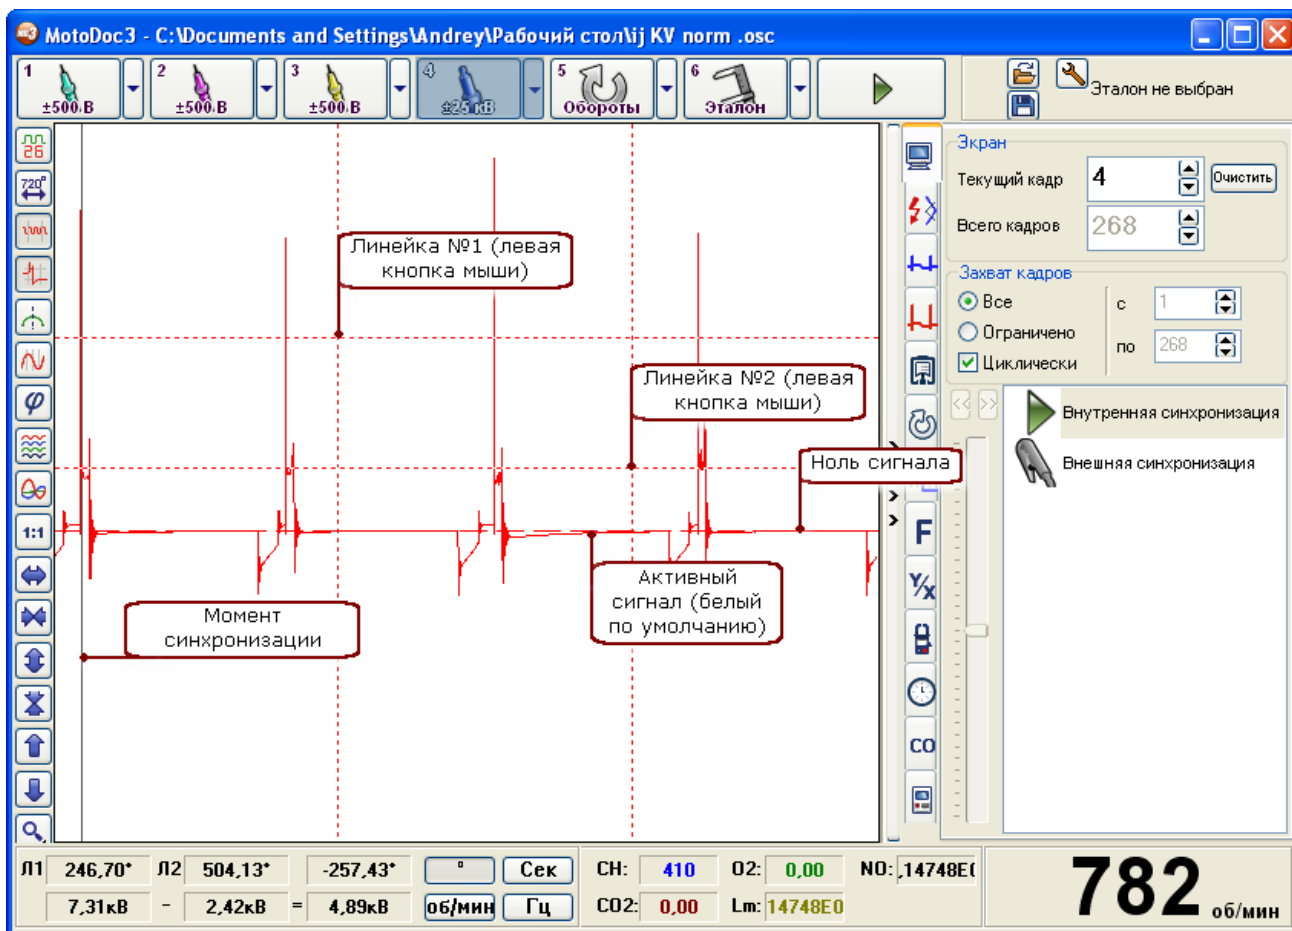 MotoDoc3 - C:\Documents and Settings\Andrey\Рабочий стол\ij KV norm .osc
1 ±500 В
2 ±500 В
3 ±500 В
4 ±25 кВ
5 Обороты
6 Эталон
Эталон не выбран
26
720°
φ
1:1
Линейка №1 (левая
кнопка мыши)
Линейка №2 (левая
кнопка мыши)
Ноль сигнала
Активный
сигнал (белый
по умолчанию)
Момент
синхронизации
F
Y/X
CO
Экран
Текущий кадр 4 Очистить
Всего кадров 268
Захват кадров
Все с 1
Ограничено
по 268
Циклически
<< >>
Внутренняя синхронизация
Внешняя синхронизация
Л1 246,70° Л2 504,13° -257,43° ° Сек
7,31кВ - 2,42кВ = 4,89кВ об/мин Гц
CH: 410 O2: 0,00 NO: ,14748E(
CO2: 0,00 Lm: 14748E0
782 об/мин